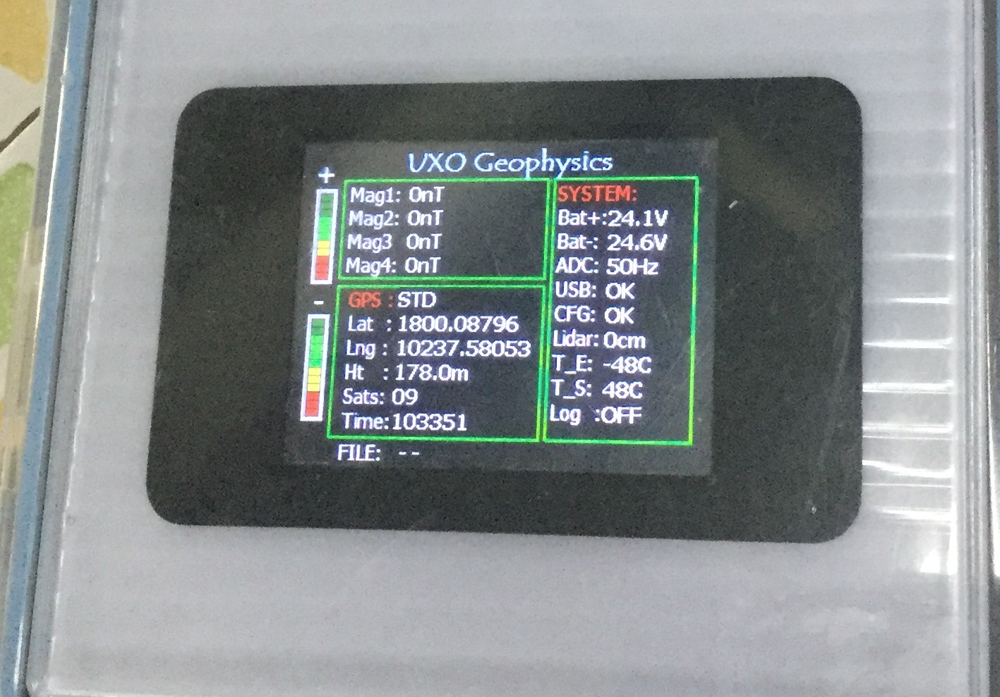 UXO Geophysics
+
Mag1: 0nT
Mag2: 0nT
Mag3 0nT
Mag4: 0nT
-
GPS : STD
Lat : 1800.08796
Lng : 10237.58053
Ht : 178.0m
Sats: 09
Time:103351
FILE: --
SYSTEM:
Bat+:24.1V
Bat-: 24.6V
ADC: 50Hz
USB: OK
CFG: OK
Lidar: 0cm
T_E: -48C
T_S: 48C
Log :OFF